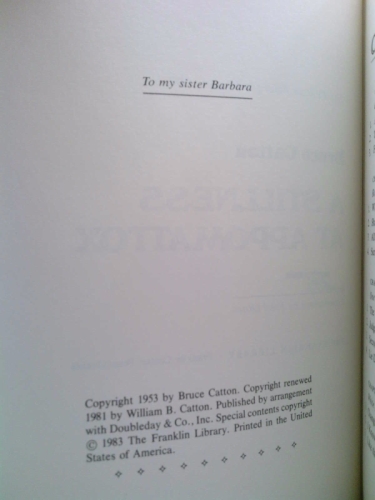 To my sister Barbara
Copyright 1953 by Bruce Catton. Copyright renewed
1981 by William B. Catton. Published by arrangement
with Doubleday & Co., Inc. Special contents copyright
© 1983 The Franklin Library. Printed in the United
States of America.